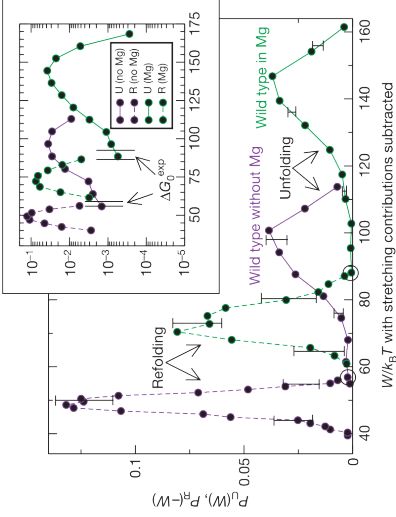 175
150
125
100
75
50
10⁻¹
10⁻²
10⁻³
10⁻⁴
10⁻⁵
U (no Mg)
R (no Mg)
U (Mg)
R (Mg)
ΔG₀ᵉˣᵖ
160
140
120
100
80
60
40
0.1
0.05
0
Wild type in Mg
Wild type without Mg
Unfolding
Refolding
P_U(W), P_R(−W)
W/k_BT with stretching contributions subtracted